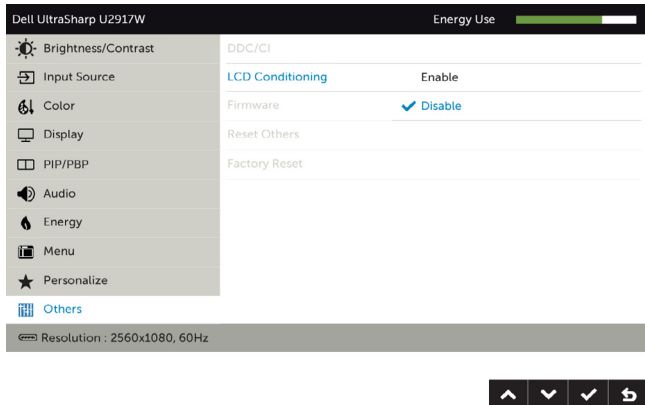 Dell UltraSharp U2917W Energy Use
Brightness/Contrast DDC/CI
Input Source LCD Conditioning Enable
Color Firmware Disable
Display Reset Others
PIP/PBP Factory Reset
Audio
Energy
Menu
Personalize
Others
Resolution : 2560x1080, 60Hz